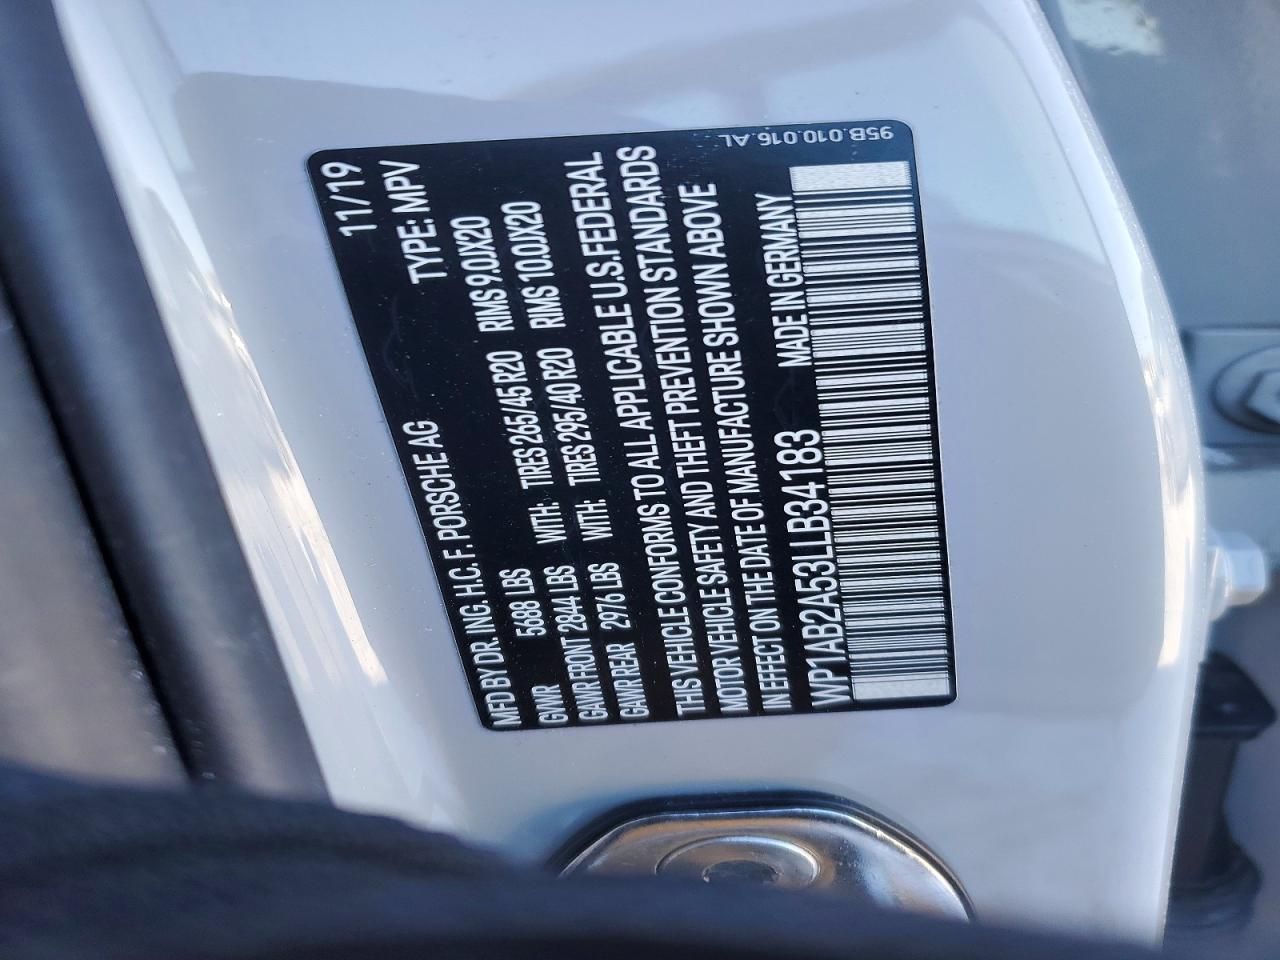 11/19
MFD BY DR. ING. H.C. F. PORSCHE AG TYPE: MPV
GVWR 5688 LBS
GAWR FRONT 2844 LBS WITH: TIRES 265/45 R20 RIMS 9.0JX20
GAWR REAR 2976 LBS WITH: TIRES 295/40 R20 RIMS 10.0JX20
THIS VEHICLE CONFORMS TO ALL APPLICABLE U.S. FEDERAL
MOTOR VEHICLE SAFETY AND THEFT PREVENTION STANDARDS
IN EFFECT ON THE DATE OF MANUFACTURE SHOWN ABOVE
WP1AB2A53LLB34183 MADE IN GERMANY
95B.010.016.AL